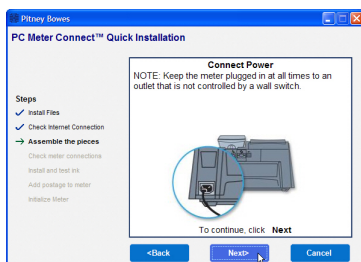 Pitney Bowes
PC Meter Connect™ Quick Installation
Connect Power
NOTE: Keep the meter plugged in at all times to an
outlet that is not controlled by a wall switch.
Steps
Install Files
Check Internet Connection
Assemble the pieces
Check meter connections
Install and test ink
Add postage to meter
Initialize Meter
To continue, click Next
<Back
Next>
Cancel